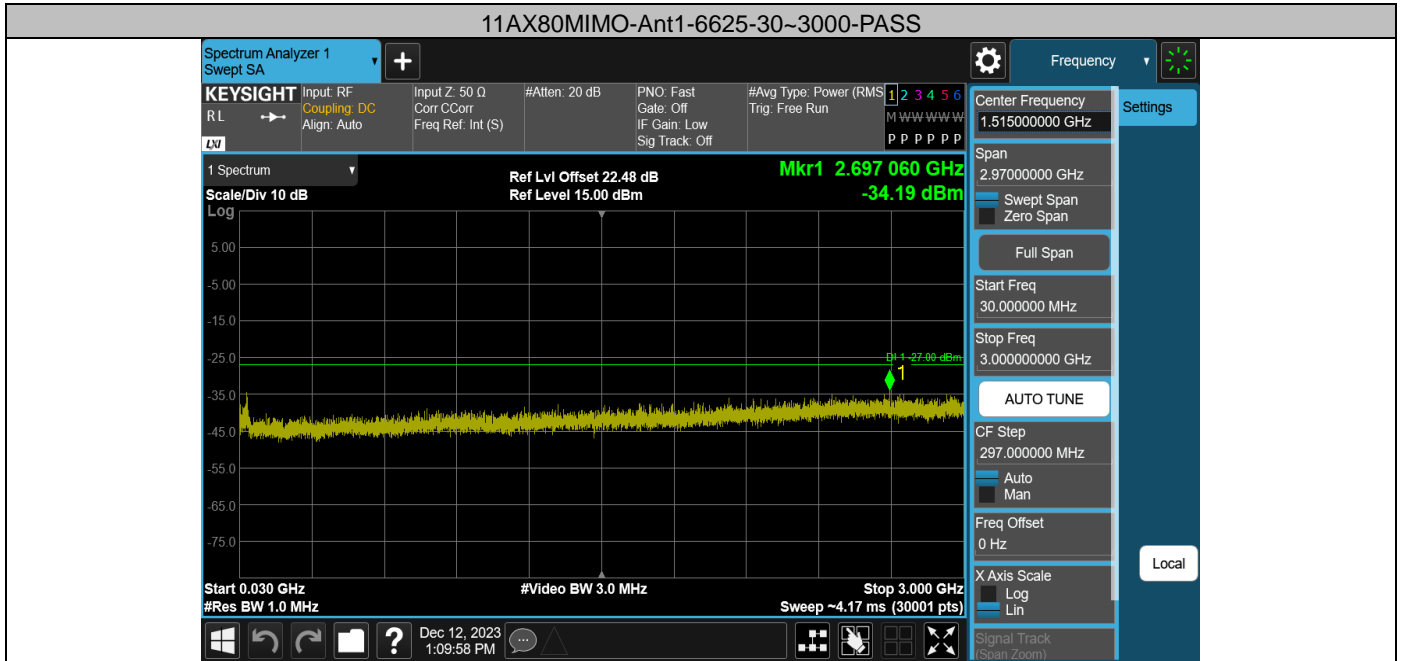 11AX80MIMO-Ant1-6625-30~3000-PASS
Spectrum Analyzer 1
Swept SA
Frequency
KEYSIGHT
RL
LXI
Input: RF
Coupling: DC
Align: Auto
Input Z: 50 Ω
Corr CCorr
Freq Ref: Int (S)
#Atten: 20 dB
PNO: Fast
Gate: Off
IF Gain: Low
Sig Track: Off
#Avg Type: Power (RMS
Trig: Free Run
1 2 3 4 5 6
M W W W W W
P P P P P P
1 Spectrum
Scale/Div 10 dB
Ref Lvl Offset 22.48 dB
Ref Level 15.00 dBm
Mkr1 2.697 060 GHz
-34.19 dBm
Log
5.00
-5.00
-15.0
-25.0
-35.0
-45.0
-55.0
-65.0
-75.0
Dl 1 -27.00 dBm
1
Start 0.030 GHz
#Res BW 1.0 MHz
#Video BW 3.0 MHz
Stop 3.000 GHz
Sweep ~4.17 ms (30001 pts)
Dec 12, 2023
1:09:58 PM
Center Frequency
1.515000000 GHz
Span
2.97000000 GHz
Swept Span
Zero Span
Full Span
Start Freq
30.000000 MHz
Stop Freq
3.000000000 GHz
AUTO TUNE
CF Step
297.000000 MHz
Auto
Man
Freq Offset
0 Hz
X Axis Scale
Log
Lin
Signal Track
(Span Zoom)
Settings
Local